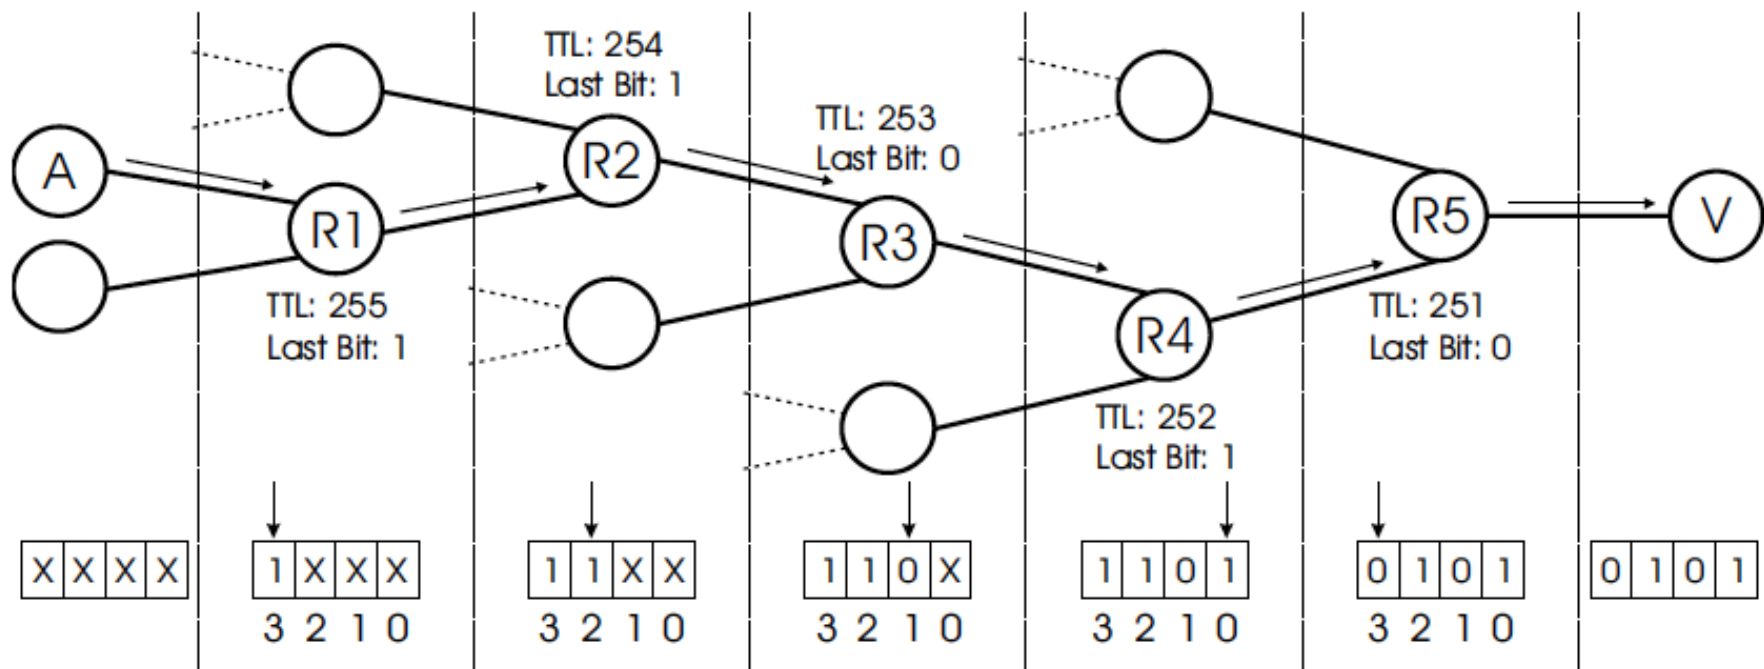 TTL: 254
Last Bit: 1
TTL: 253
Last Bit: 0
A
R2
R1
R3
R5
V
TTL: 255
Last Bit: 1
R4
TTL: 251
Last Bit: 0
TTL: 252
Last Bit: 1
X X X X
1 X X X
1 1 X X
1 1 0 X
1 1 0 1
0 1 0 1
0 1 0 1
3 2 1 0
3 2 1 0
3 2 1 0
3 2 1 0
3 2 1 0